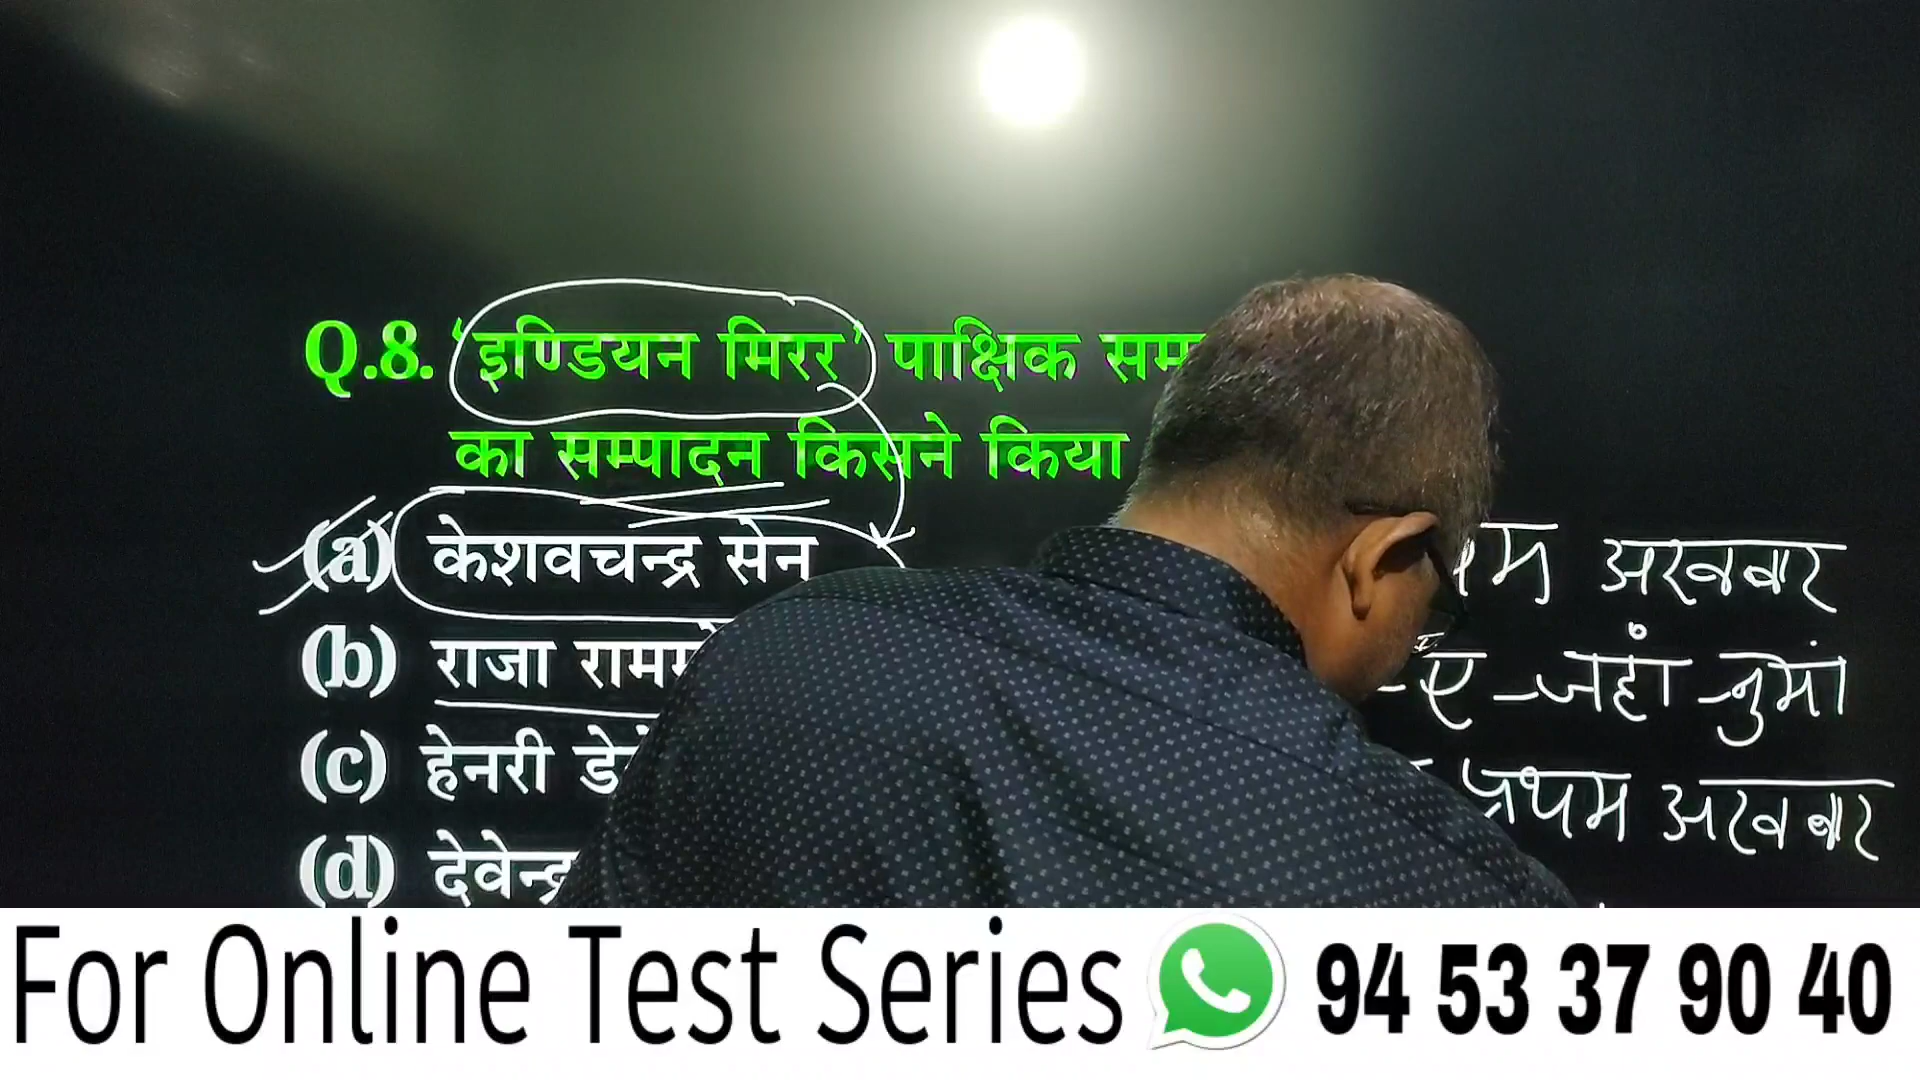 Q.8. 'इण्डियन मिरर' पाक्षिक
का सम्पादन किसने किया
(a) केशवचन्द्र सेन
(b) राजा
(c) हेनरी
(d)
अखबार
-ए-जहाँ नुमां
प्रथम अखबार
For Online Test Series 94 53 37 90 40